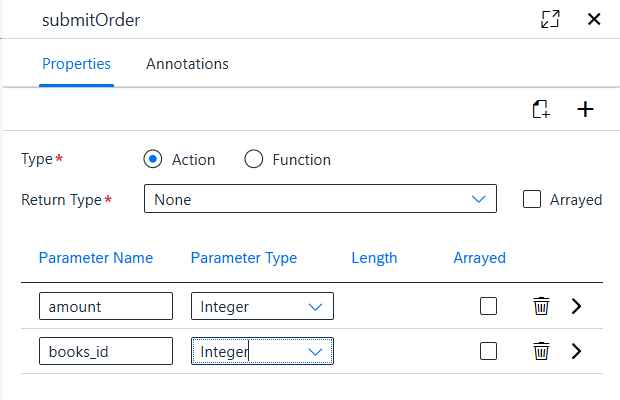 submitOrder
Properties Annotations
Type* Action Function
Return Type* None Arrayed
Parameter Name Parameter Type Length Arrayed
amount Integer
books_id Integer